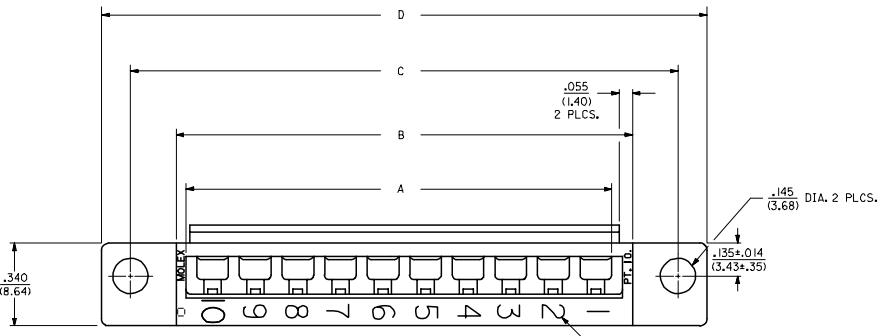 D
C
.055
(1.40)
2 PLCS.
B
A
.145
(3.68) DIA. 2 PLCS.
.340
(8.64)
.135±.014
(3.43±.35)
MOLEX
PT. 10.
10 9 8 7 6 5 4 3 2 1